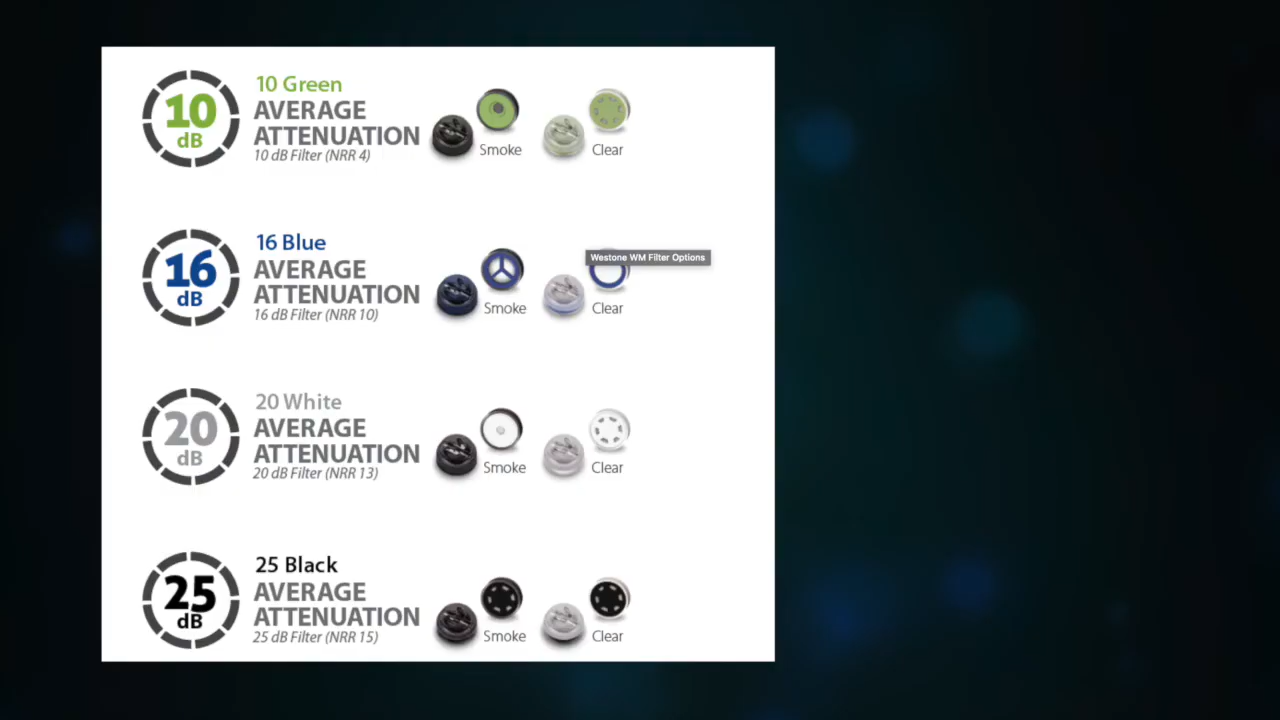 10
dB
10 Green
AVERAGE
ATTENUATION
10 dB Filter (NRR 4)
Smoke
Clear
16
dB
16 Blue
AVERAGE
ATTENUATION
16 dB Filter (NRR 10)
Smoke
Clear
Westone WM Filter Options
20
dB
20 White
AVERAGE
ATTENUATION
20 dB Filter (NRR 13)
Smoke
Clear
25
dB
25 Black
AVERAGE
ATTENUATION
25 dB Filter (NRR 15)
Smoke
Clear